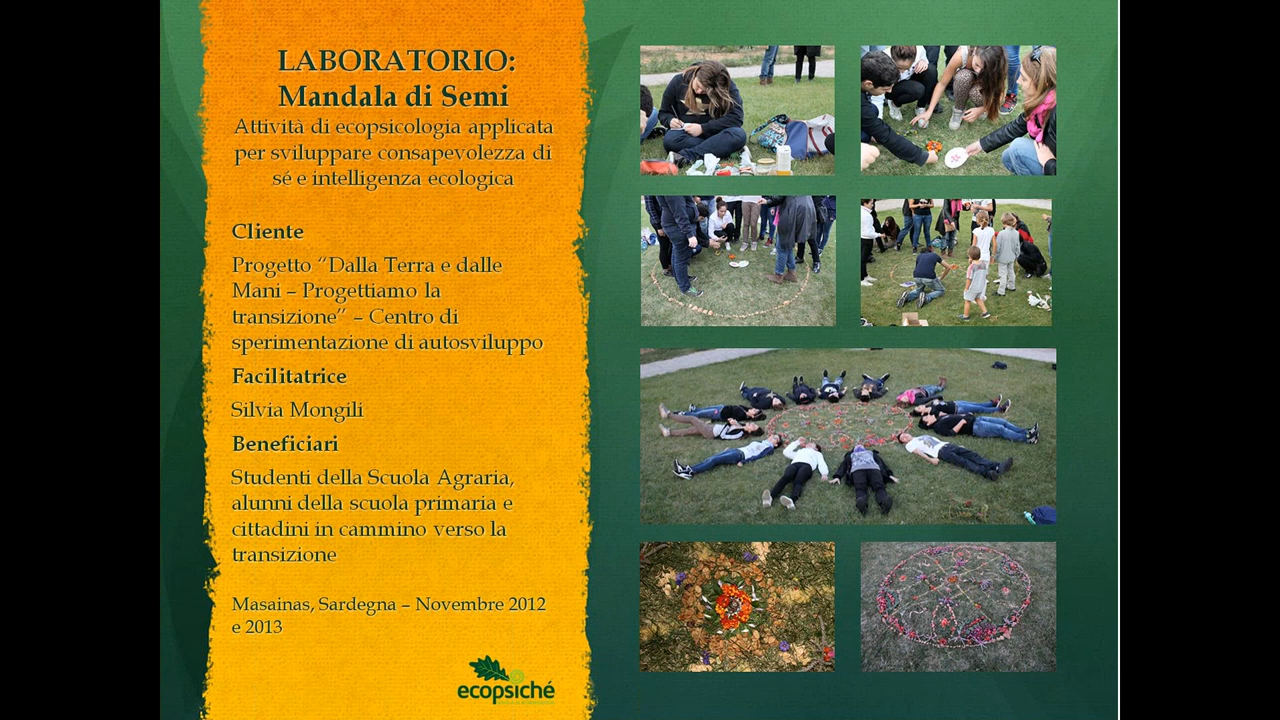 LABORATORIO:
Mandala di Semi
Attività di ecopsicologia applicata
per sviluppare consapevolezza di
sé e intelligenza ecologica
Cliente
Progetto “Dalla Terra e dalle
Mani – Progettiamo la
transizione” – Centro di
sperimentazione di autosviluppo
Facilitatrice
Silvia Mongili
Beneficiari
Studenti della Scuola Agraria,
alunni della scuola primaria e
cittadini in cammino verso la
transizione
Masainas, Sardegna – Novembre 2012
e 2013
ecopsiché